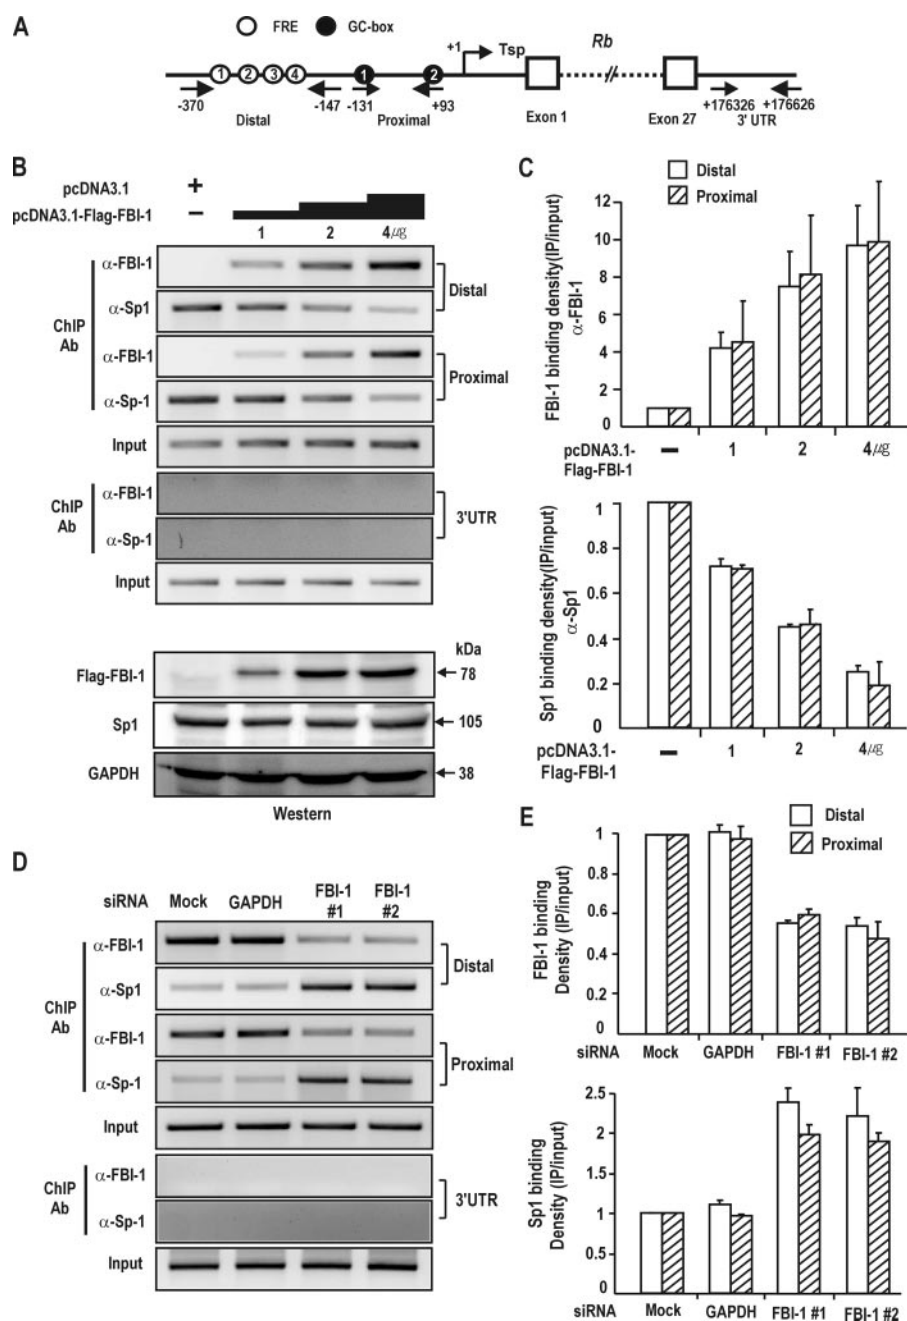 A
FRE
GC-box
+1
Tsp
Rb
1 2 3 4 1 2
-370
-147
-131
+93
+176326
+176626
Distal
Proximal
Exon 1
Exon 27
3' UTR
B
pcDNA3.1 +
pcDNA3.1-Flag-FBI-1 –
1 2 4㎍
ChIP Ab
α-FBI-1
α-Sp1
Distal
α-FBI-1
α-Sp-1
Proximal
Input
ChIP Ab
α-FBI-1
α-Sp-1
3'UTR
Input
kDa
Flag-FBI-1 78
Sp1 105
GAPDH 38
Western
C
Distal
Proximal
FBI-1 binding density(IP/input)
α-FBI-1
12
10
8
6
4
2
0
pcDNA3.1-
Flag-FBI-1
– 1 2 4㎍
Sp1 binding density(IP/input)
α-Sp1
1
0.8
0.6
0.4
0.2
0
pcDNA3.1-
Flag-FBI-1
– 1 2 4㎍
D
siRNA Mock GAPDH FBI-1 #1 FBI-1 #2
ChIP Ab
α-FBI-1
α-Sp1
Distal
α-FBI-1
α-Sp-1
Proximal
Input
ChIP Ab
α-FBI-1
α-Sp-1
3'UTR
Input
E
Distal
Proximal
FBI-1 binding
Density (IP/input)
1
0.8
0.6
0.4
0.2
0
siRNA Mock GAPDH FBI-1 #1 FBI-1 #2
Sp1 binding
Density (IP/input)
2.5
2
1.5
1
0.5
0
siRNA Mock GAPDH FBI-1 #1 FBI-1 #2